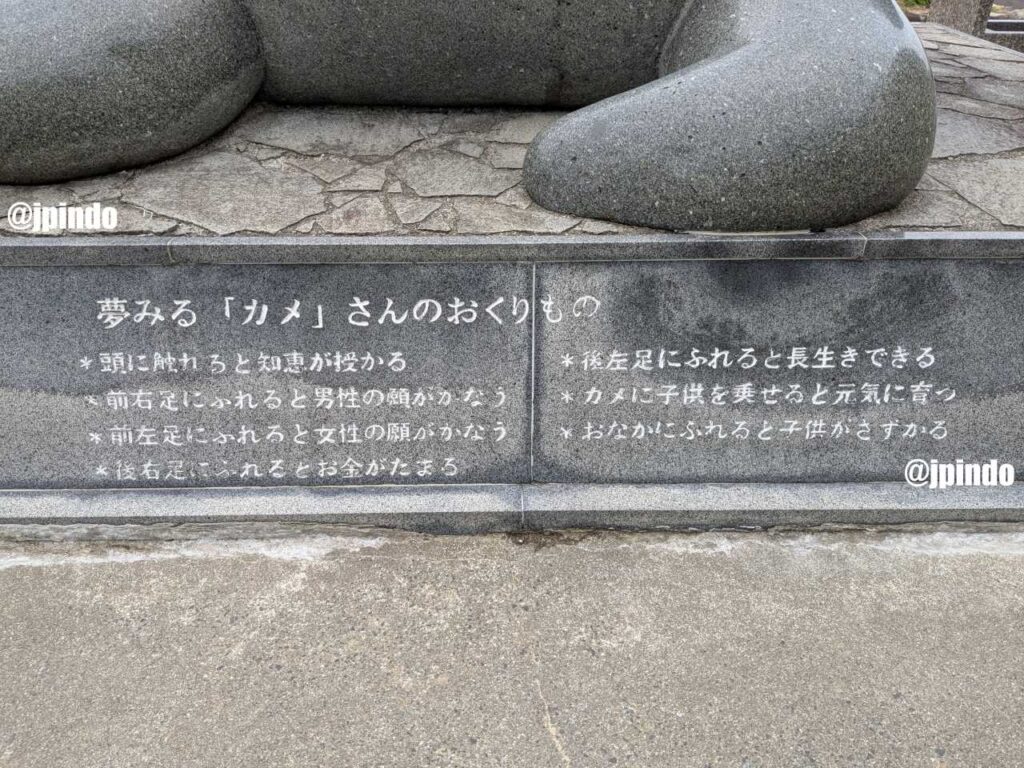 @jpindo
夢みる「カメ」さんのおくりもの
*頭に触れると知恵が授かる
*前右足にふれると男性の願がかなう
*前左足にふれると女性の願がかなう
*後右足にふれるとお金がたまる
*後左足にふれると長生きできる
*カメに子供を乗せると元気に育つ
*おなかにふれると子供がさずかる
@jpindo